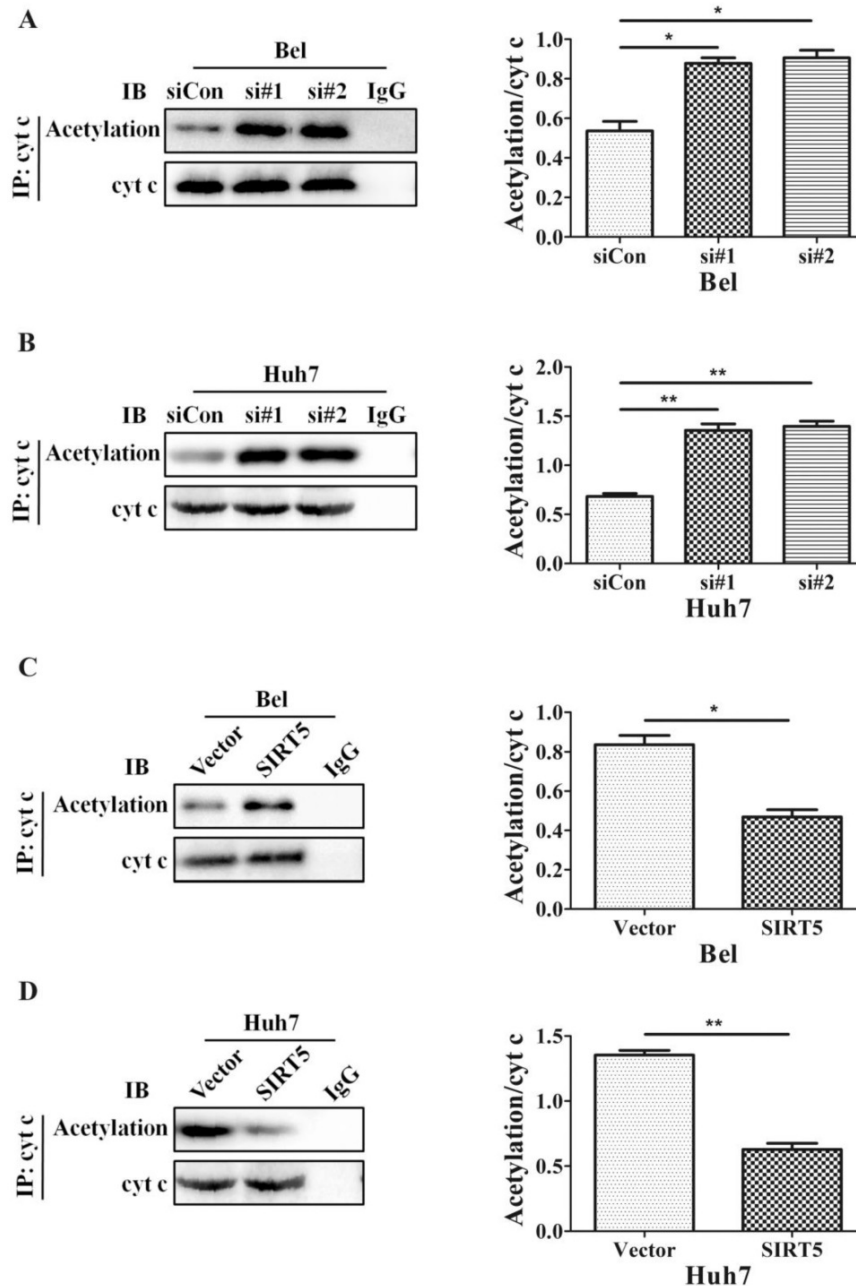 A
Bel
IB siCon si#1 si#2 IgG
IP: cyt c
Acetylation
cyt c
* *
Acetylation/cyt c
1.0
0.8
0.6
0.4
0.2
0.0
siCon si#1 si#2
Bel
B
Huh7
IB siCon si#1 si#2 IgG
IP: cyt c
Acetylation
cyt c
** **
Acetylation/cyt c
2.0
1.5
1.0
0.5
0.0
siCon si#1 si#2
Huh7
C
Bel
IB Vector SIRT5 IgG
IP: cyt c
Acetylation
cyt c
*
Acetylation/cyt c
1.0
0.8
0.6
0.4
0.2
0.0
Vector SIRT5
Bel
D
Huh7
IB Vector SIRT5 IgG
IP: cyt c
Acetylation
cyt c
**
Acetylation/cyt c
1.5
1.0
0.5
0.0
Vector SIRT5
Huh7